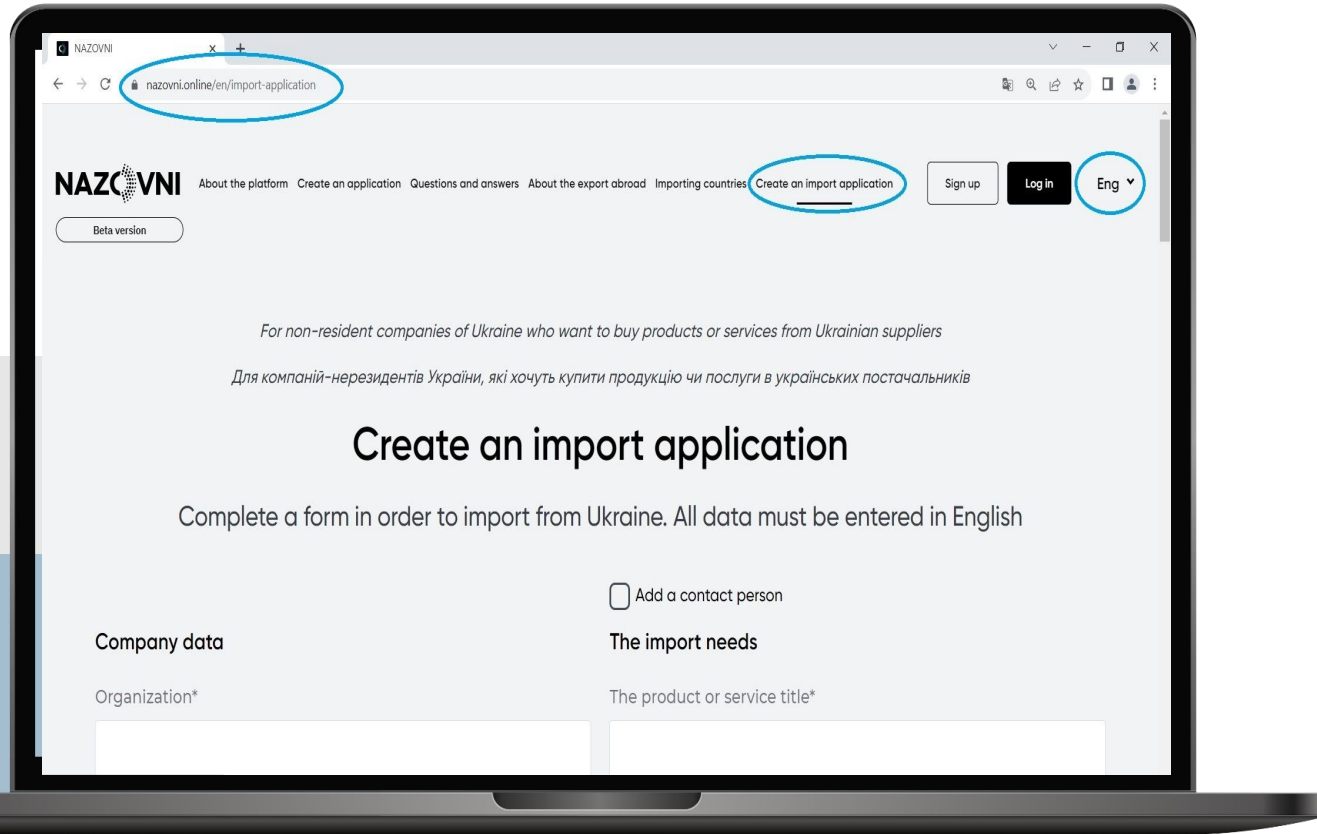 NAZOVNI
nazovni.online/en/import-application
NAZOVNI About the platform Create an application Questions and answers About the export abroad Importing countries Create an import application Sign up Log in Eng
Beta version
For non-resident companies of Ukraine who want to buy products or services from Ukrainian suppliers
Для компаній-нерезидентів України, які хочуть купити продукцію чи послуги в українських постачальників
Create an import application
Complete a form in order to import from Ukraine. All data must be entered in English
Add a contact person
Company data The import needs
Organization* The product or service title*